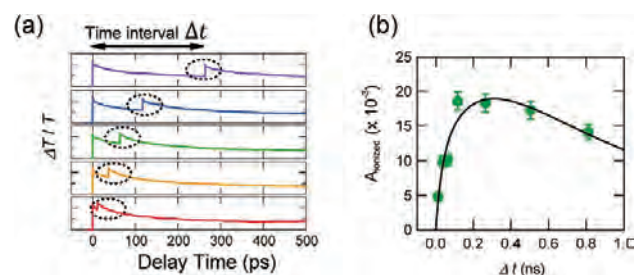 (a)
Time interval Δt
ΔT / T
0 100 200 300 400 500
Delay Time (ps)
(b)
25
20
15
10
5
0
A_ionized (x 10⁻³)
0.0 0.2 0.4 0.6 0.8 1.0
Δt (ns)